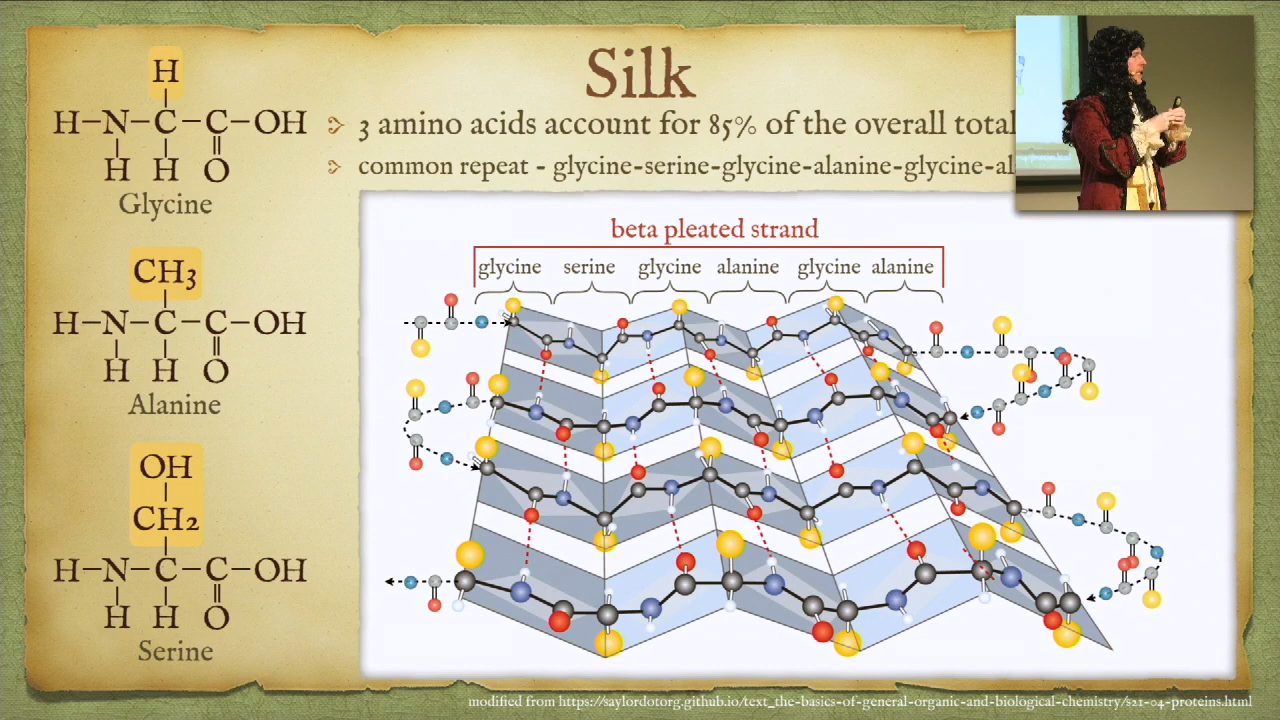 Silk
3 amino acids account for 85% of the overall total
common repeat - glycine-serine-glycine-alanine-glycine-al
H
H–N–C–C–OH
H H O
Glycine
CH3
H–N–C–C–OH
H H O
Alanine
OH
CH2
H–N–C–C–OH
H H O
Serine
beta pleated strand
glycine serine glycine alanine glycine alanine
modified from https://saylordotorg.github.io/text_the-basics-of-general-organic-and-biological-chemistry/s21-04-proteins.html